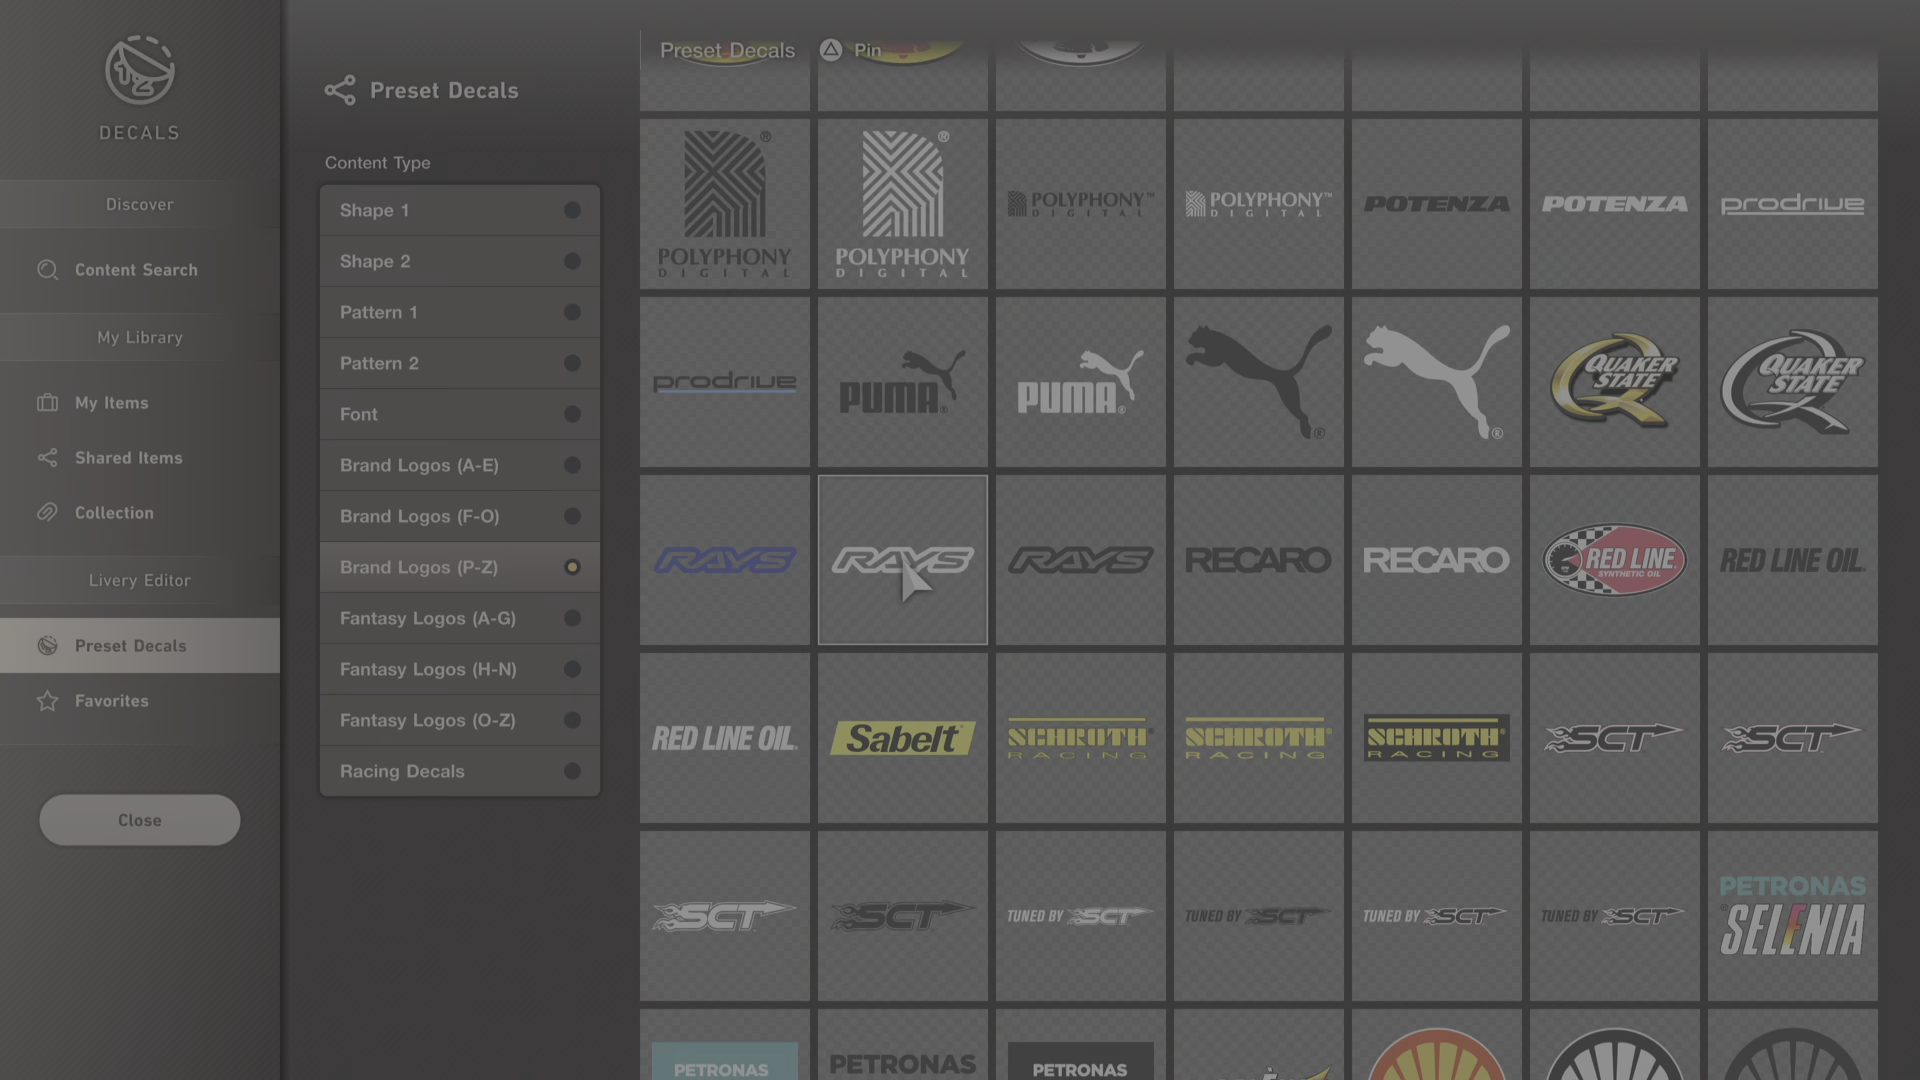 DECALS
Discover
Content Search
My Library
My Items
Shared Items
Collection
Livery Editor
Preset Decals
Favorites
Close
Preset Decals
Content Type
Shape 1
Shape 2
Pattern 1
Pattern 2
Font
Brand Logos (A-E)
Brand Logos (F-O)
Brand Logos (P-Z)
Fantasy Logos (A-G)
Fantasy Logos (H-N)
Fantasy Logos (O-Z)
Racing Decals
Preset Decals Pin
POLYPHONY
DIGITAL
®
POLYPHONY
DIGITAL
®
POLYPHONY™
DIGITAL
POLYPHONY™
DIGITAL
POTENZA
POTENZA
prodrive
prodrive
PUMA®
PUMA®
®
®
QUAKER
STATE
QUAKER
STATE
RAYS
RAYS
RAYS
RECARO
RECARO
RED LINE
SYNTHETIC OIL
RED LINE OIL.
RED LINE OIL.
Sabelt
SCHROTH®
RACING
SCHROTH®
RACING
SCHROTH®
RACING
SCT
SCT
SCT
SCT
TUNED BY SCT
TUNED BY SCT
TUNED BY SCT
TUNED BY SCT
PETRONAS
SELENIA
PETRONAS
PETRONAS
PETRONAS